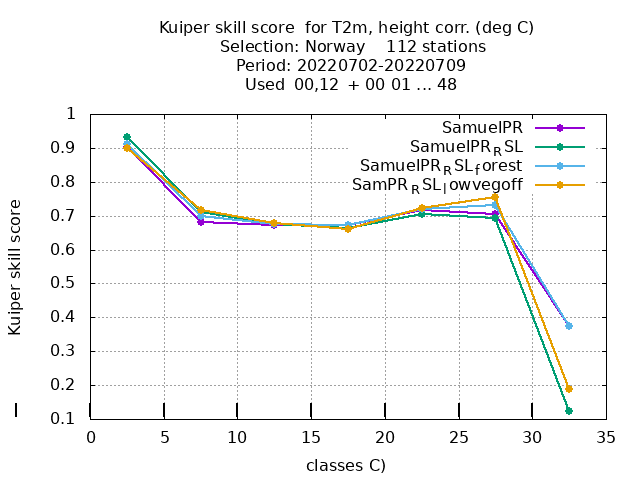 Kuiper skill score for T2m, height corr. (deg C)
Selection: Norway 112 stations
Period: 20220702-20220709
Used 00,12 + 00 01 ... 48
SamuelPR
SamuelPR_RSL
SamuelPR_RSL_forest
SamPR_RSL_lowvegoff
Kuiper skill score
1
0.9
0.8
0.7
0.6
0.5
0.4
0.3
0.2
0.1
0 5 10 15 20 25 30 35
classes C)